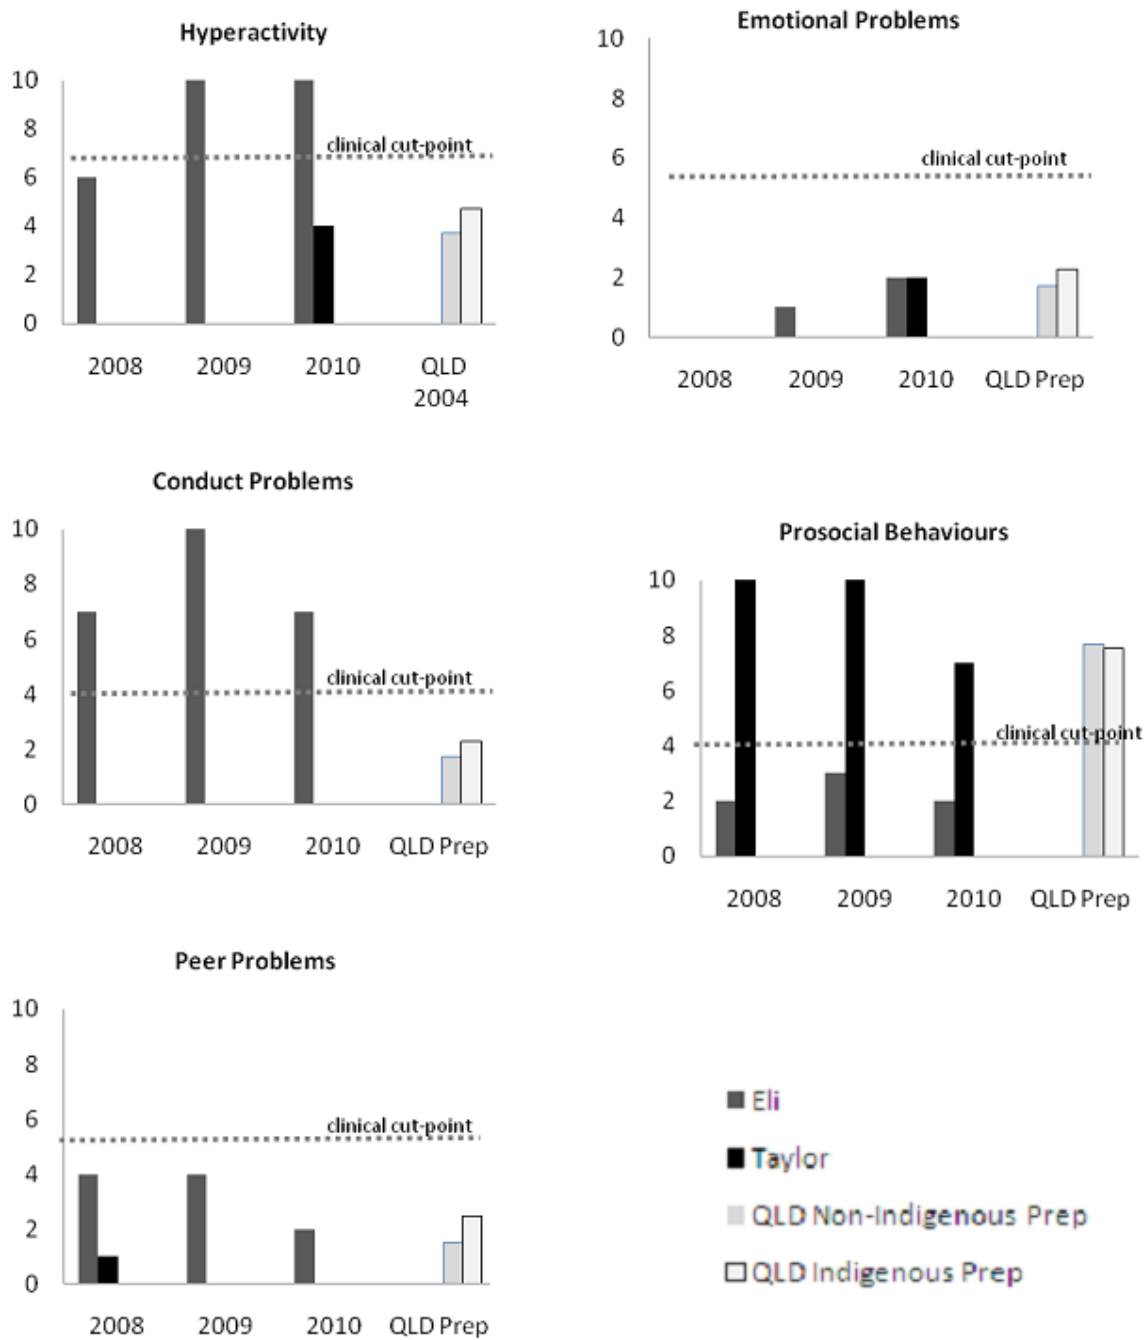 Hyperactivity
10
8
6
4
2
0
clinical cut-point
2008 2009 2010 QLD
2004
Emotional Problems
10
8
6
4
2
0
clinical cut-point
2008 2009 2010 QLD Prep
Conduct Problems
10
8
6
4
2
0
clinical cut-point
2008 2009 2010 QLD Prep
Prosocial Behaviours
10
8
6
4
2
0
clinical cut-point
2008 2009 2010 QLD Prep
Peer Problems
10
8
6
4
2
0
clinical cut-point
2008 2009 2010 QLD Prep
Eli
Taylor
QLD Non-Indigenous Prep
QLD Indigenous Prep